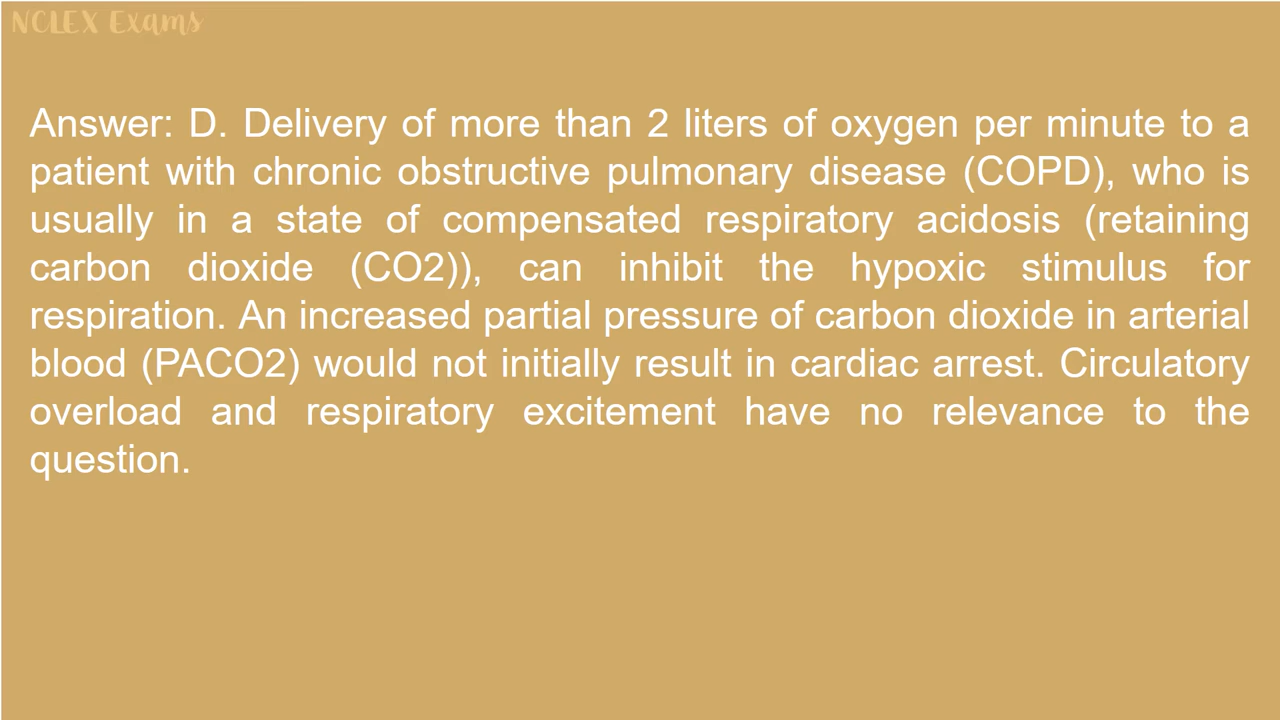 NCLEX Exams
Answer: D. Delivery of more than 2 liters of oxygen per minute to a
patient with chronic obstructive pulmonary disease (COPD), who is
usually in a state of compensated respiratory acidosis (retaining
carbon dioxide (CO2)), can inhibit the hypoxic stimulus for
respiration. An increased partial pressure of carbon dioxide in arterial
blood (PACO2) would not initially result in cardiac arrest. Circulatory
overload and respiratory excitement have no relevance to the
question.